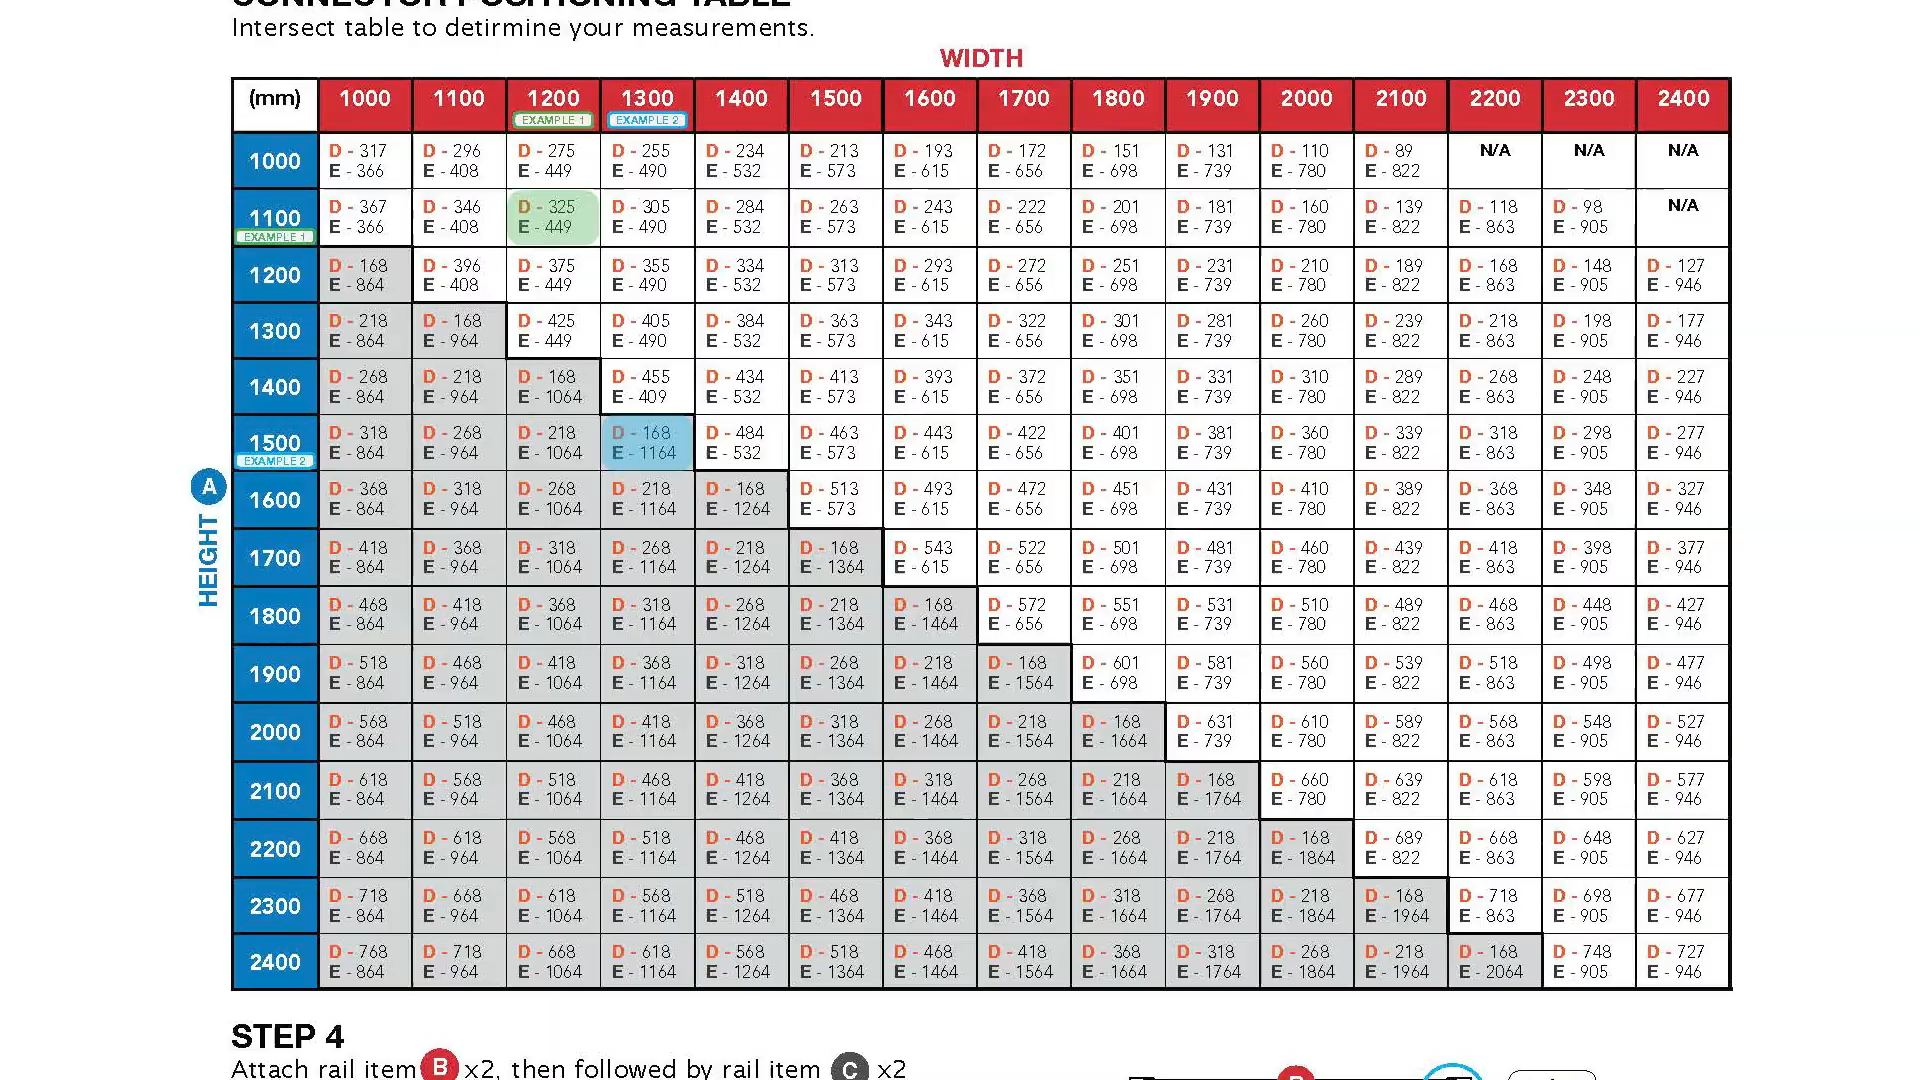 CONNECTOR POSITIONING TABLE
Intersect table to detirmine your measurements.
WIDTH
(mm) 1000 1100 1200 1300 1400 1500 1600 1700 1800 1900 2000 2100 2200 2300 2400
EXAMPLE 1 EXAMPLE 2
1000 D - 317 D - 296 D - 275 D - 255 D - 234 D - 213 D - 193 D - 172 D - 151 D - 131 D - 110 D - 89 N/A N/A N/A
E - 366 E - 408 E - 449 E - 490 E - 532 E - 573 E - 615 E - 656 E - 698 E - 739 E - 780 E - 822
1100 D - 367 D - 346 D - 325 D - 305 D - 284 D - 263 D - 243 D - 222 D - 201 D - 181 D - 160 D - 139 D - 118 D - 98 N/A
EXAMPLE 1 E - 366 E - 408 E - 449 E - 490 E - 532 E - 573 E - 615 E - 656 E - 698 E - 739 E - 780 E - 822 E - 863 E - 905
1200 D - 168 D - 396 D - 375 D - 355 D - 334 D - 313 D - 293 D - 272 D - 251 D - 231 D - 210 D - 189 D - 168 D - 148 D - 127
E - 864 E - 408 E - 449 E - 490 E - 532 E - 573 E - 615 E - 656 E - 698 E - 739 E - 780 E - 822 E - 863 E - 905 E - 946
1300 D - 218 D - 168 D - 425 D - 405 D - 384 D - 363 D - 343 D - 322 D - 301 D - 281 D - 260 D - 239 D - 218 D - 198 D - 177
E - 864 E - 964 E - 449 E - 490 E - 532 E - 573 E - 615 E - 656 E - 698 E - 739 E - 780 E - 822 E - 863 E - 905 E - 946
1400 D - 268 D - 218 D - 168 D - 455 D - 434 D - 413 D - 393 D - 372 D - 351 D - 331 D - 310 D - 289 D - 268 D - 248 D - 227
E - 864 E - 964 E - 1064 E - 409 E - 532 E - 573 E - 615 E - 656 E - 698 E - 739 E - 780 E - 822 E - 863 E - 905 E - 946
1500 D - 318 D - 268 D - 218 D - 168 D - 484 D - 463 D - 443 D - 422 D - 401 D - 381 D - 360 D - 339 D - 318 D - 298 D - 277
EXAMPLE 2 E - 864 E - 964 E - 1064 E - 1164 E - 532 E - 573 E - 615 E - 656 E - 698 E - 739 E - 780 E - 822 E - 863 E - 905 E - 946
HEIGHT A
1600 D - 368 D - 318 D - 268 D - 218 D - 168 D - 513 D - 493 D - 472 D - 451 D - 431 D - 410 D - 389 D - 368 D - 348 D - 327
E - 864 E - 964 E - 1064 E - 1164 E - 1264 E - 573 E - 615 E - 656 E - 698 E - 739 E - 780 E - 822 E - 863 E - 905 E - 946
1700 D - 418 D - 368 D - 318 D - 268 D - 218 D - 168 D - 543 D - 522 D - 501 D - 481 D - 460 D - 439 D - 418 D - 398 D - 377
E - 864 E - 964 E - 1064 E - 1164 E - 1264 E - 1364 E - 615 E - 656 E - 698 E - 739 E - 780 E - 822 E - 863 E - 905 E - 946
1800 D - 468 D - 418 D - 368 D - 318 D - 268 D - 218 D - 168 D - 572 D - 551 D - 531 D - 510 D - 489 D - 468 D - 448 D - 427
E - 864 E - 964 E - 1064 E - 1164 E - 1264 E - 1364 E - 1464 E - 656 E - 698 E - 739 E - 780 E - 822 E - 863 E - 905 E - 946
1900 D - 518 D - 468 D - 418 D - 368 D - 318 D - 268 D - 218 D - 168 D - 601 D - 581 D - 560 D - 539 D - 518 D - 498 D - 477
E - 864 E - 964 E - 1064 E - 1164 E - 1264 E - 1364 E - 1464 E - 1564 E - 698 E - 739 E - 780 E - 822 E - 863 E - 905 E - 946
2000 D - 568 D - 518 D - 468 D - 418 D - 368 D - 318 D - 268 D - 218 D - 168 D - 631 D - 610 D - 589 D - 568 D - 548 D - 527
E - 864 E - 964 E - 1064 E - 1164 E - 1264 E - 1364 E - 1464 E - 1564 E - 1664 E - 739 E - 780 E - 822 E - 863 E - 905 E - 946
2100 D - 618 D - 568 D - 518 D - 468 D - 418 D - 368 D - 318 D - 268 D - 218 D - 168 D - 660 D - 639 D - 618 D - 598 D - 577
E - 864 E - 964 E - 1064 E - 1164 E - 1264 E - 1364 E - 1464 E - 1564 E - 1664 E - 1764 E - 780 E - 822 E - 863 E - 905 E - 946
2200 D - 668 D - 618 D - 568 D - 518 D - 468 D - 418 D - 368 D - 318 D - 268 D - 218 D - 168 D - 689 D - 668 D - 648 D - 627
E - 864 E - 964 E - 1064 E - 1164 E - 1264 E - 1364 E - 1464 E - 1564 E - 1664 E - 1764 E - 1864 E - 822 E - 863 E - 905 E - 946
2300 D - 718 D - 668 D - 618 D - 568 D - 518 D - 468 D - 418 D - 368 D - 318 D - 268 D - 218 D - 168 D - 718 D - 698 D - 677
E - 864 E - 964 E - 1064 E - 1164 E - 1264 E - 1364 E - 1464 E - 1564 E - 1664 E - 1764 E - 1864 E - 1964 E - 863 E - 905 E - 946
2400 D - 768 D - 718 D - 668 D - 618 D - 568 D - 518 D - 468 D - 418 D - 368 D - 318 D - 268 D - 218 D - 168 D - 748 D - 727
E - 864 E - 964 E - 1064 E - 1164 E - 1264 E - 1364 E - 1464 E - 1564 E - 1664 E - 1764 E - 1864 E - 1964 E - 2064 E - 905 E - 946
STEP 4
Attach rail item B x2, then followed by rail item C x2